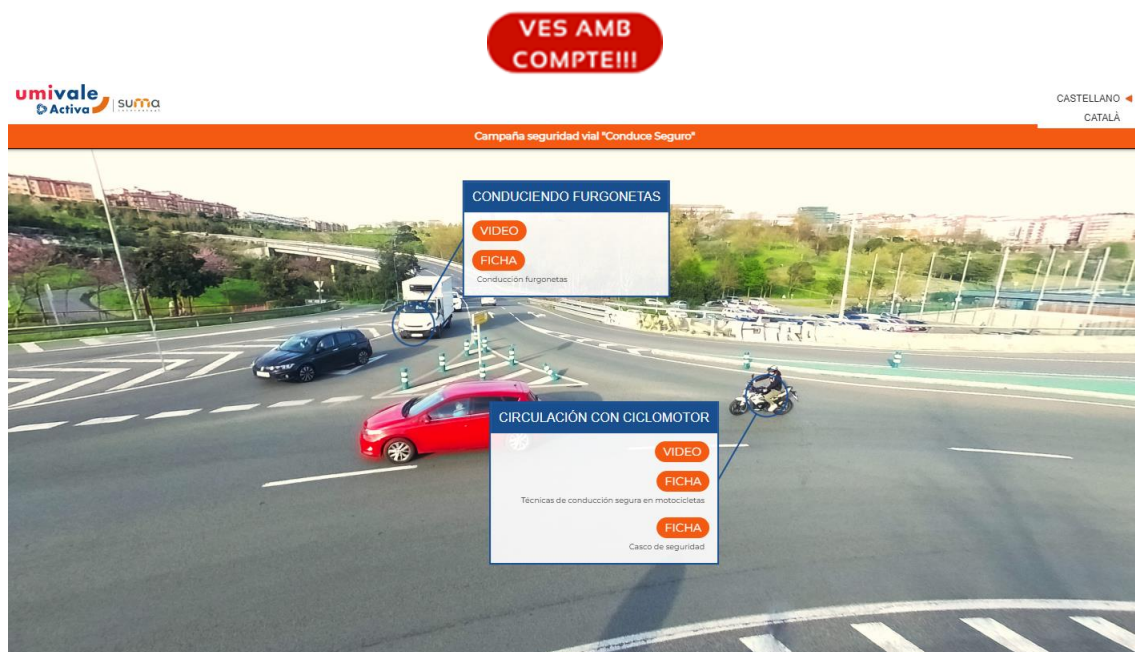 VES AMB
COMPTE!!!
umivale
Activa
suma
CASTELLANO
CATALÀ
Campaña seguridad vial "Conduce Seguro"
CONDUCIENDO FURGONETAS
VIDEO
FICHA
Conducción furgonetas
CIRCULACIÓN CON CICLOMOTOR
VIDEO
FICHA
Técnicas de conducción segura en motocicletas
FICHA
Casco de seguridad